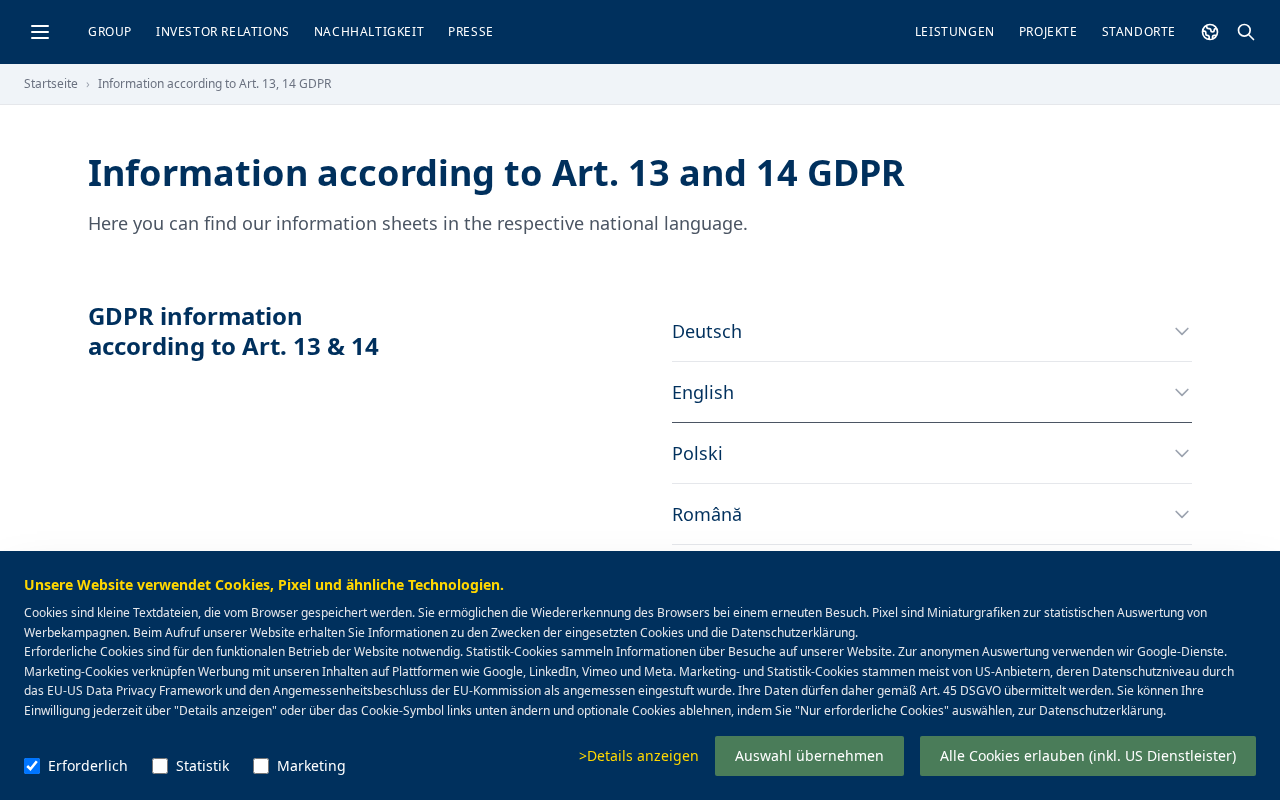 GROUP INVESTOR RELATIONS NACHHALTIGKEIT PRESSE LEISTUNGEN PROJEKTE STANDORTE
Startseite › Information according to Art. 13, 14 GDPR
Information according to Art. 13 and 14 GDPR
Here you can find our information sheets in the respective national language.
GDPR information
according to Art. 13 & 14
Deutsch
English
Polski
Română
Unsere Website verwendet Cookies, Pixel und ähnliche Technologien.
Cookies sind kleine Textdateien, die vom Browser gespeichert werden. Sie ermöglichen die Wiedererkennung des Browsers bei einem erneuten Besuch. Pixel sind Miniaturgrafiken zur statistischen Auswertung von
Werbekampagnen. Beim Aufruf unserer Website erhalten Sie Informationen zu den Zwecken der eingesetzten Cookies und die Datenschutzerklärung.
Erforderliche Cookies sind für den funktionalen Betrieb der Website notwendig. Statistik-Cookies sammeln Informationen über Besuche auf unserer Website. Zur anonymen Auswertung verwenden wir Google-Dienste.
Marketing-Cookies verknüpfen Werbung mit unseren Inhalten auf Plattformen wie Google, LinkedIn, Vimeo und Meta. Marketing- und Statistik-Cookies stammen meist von US-Anbietern, deren Datenschutzniveau durch
das EU-US Data Privacy Framework und den Angemessenheitsbeschluss der EU-Kommission als angemessen eingestuft wurde. Ihre Daten dürfen daher gemäß Art. 45 DSGVO übermittelt werden. Sie können Ihre
Einwilligung jederzeit über "Details anzeigen" oder über das Cookie-Symbol links unten ändern und optionale Cookies ablehnen, indem Sie "Nur erforderliche Cookies" auswählen, zur Datenschutzerklärung.
Erforderlich Statistik Marketing >Details anzeigen Auswahl übernehmen Alle Cookies erlauben (inkl. US Dienstleister)